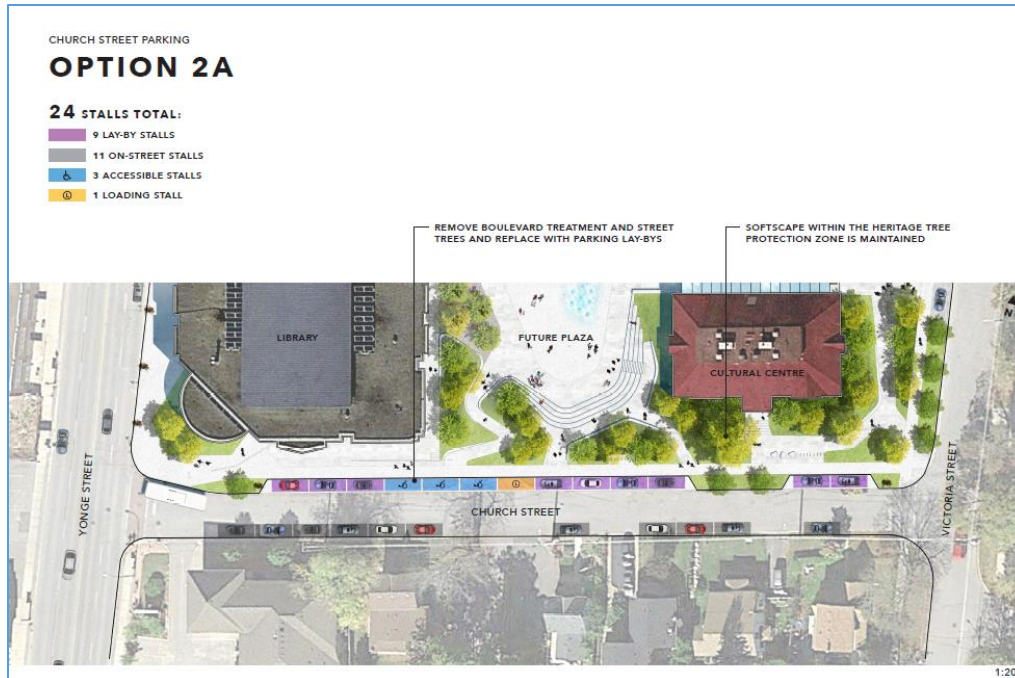 CHURCH STREET PARKING
OPTION 2A
24 STALLS TOTAL:
9 LAY-BY STALLS
11 ON-STREET STALLS
3 ACCESSIBLE STALLS
L 1 LOADING STALL
REMOVE BOULEVARD TREATMENT AND STREET
TREES AND REPLACE WITH PARKING LAY-BYS
SOFTSCAPE WITHIN THE HERITAGE TREE
PROTECTION ZONE IS MAINTAINED
N
LIBRARY
FUTURE PLAZA
CULTURAL CENTRE
YONGE STREET
VICTORIA STREET
L
CHURCH STREET
1:20